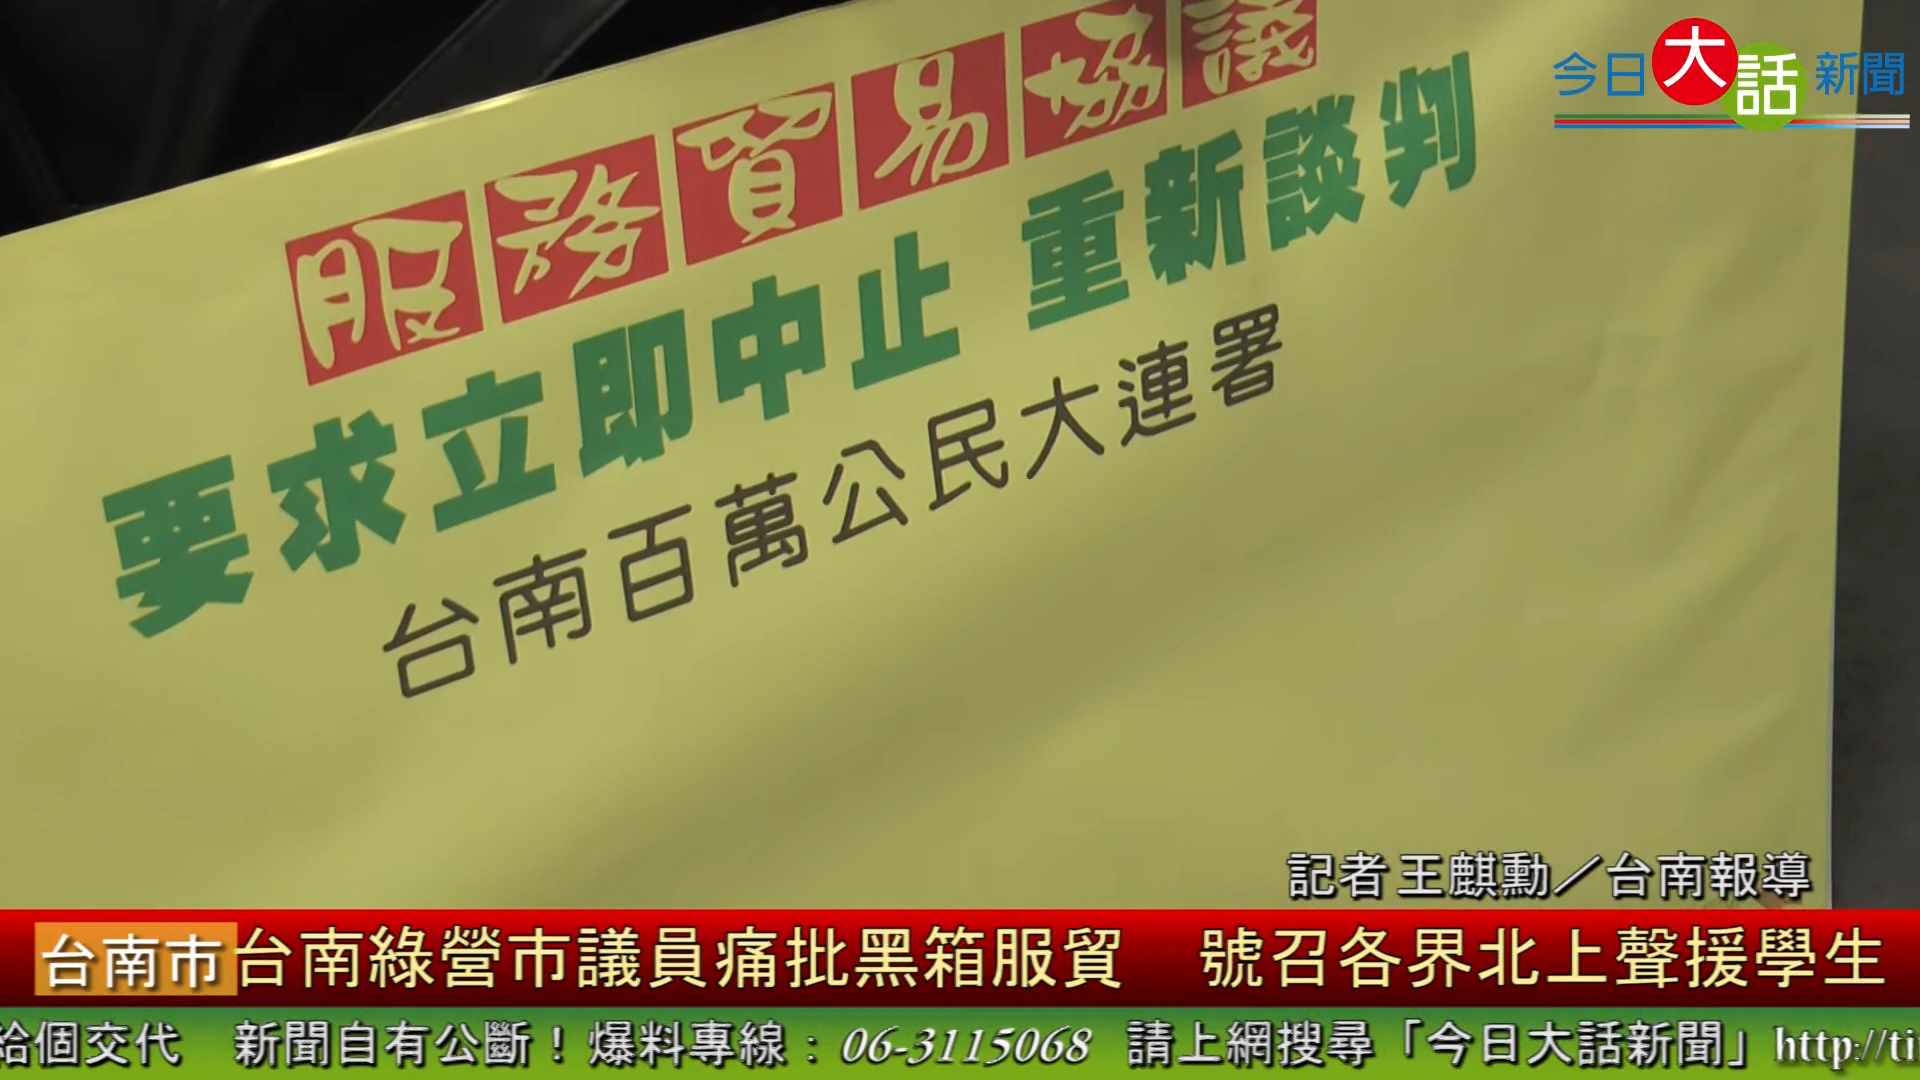 今日大話新聞
服務貿易協議
要求立即中止 重新談判
台南百萬公民大連署
記者 王麒勳／台南報導
台南市 台南綠營市議員痛批黑箱服貿 號召各界北上聲援學生
給個交代 新聞自有公斷！爆料專線：06-3115068 請上網搜尋「今日大話新聞」http://ti